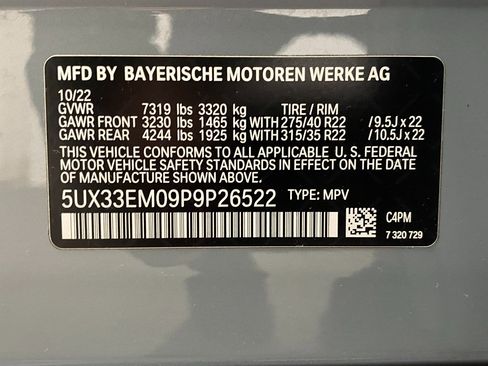 MFD BY BAYERISCHE MOTOREN WERKE AG
10/22
GVWR 7319 lbs 3320 kg TIRE / RIM
GAWR FRONT 3230 lbs 1465 kg WITH 275/40 R22 / 9.5J x 22
GAWR REAR 4244 lbs 1925 kg WITH 315/35 R22 / 10.5J x 22
THIS VEHICLE CONFORMS TO ALL APPLICABLE U. S. FEDERAL
MOTOR VEHICLE SAFETY STANDARDS IN EFFECT ON THE
DATE OF MANUFACTURE SHOWN ABOVE.
5UX33EM09P9P26522 TYPE: MPV
C4PM
7 320 729